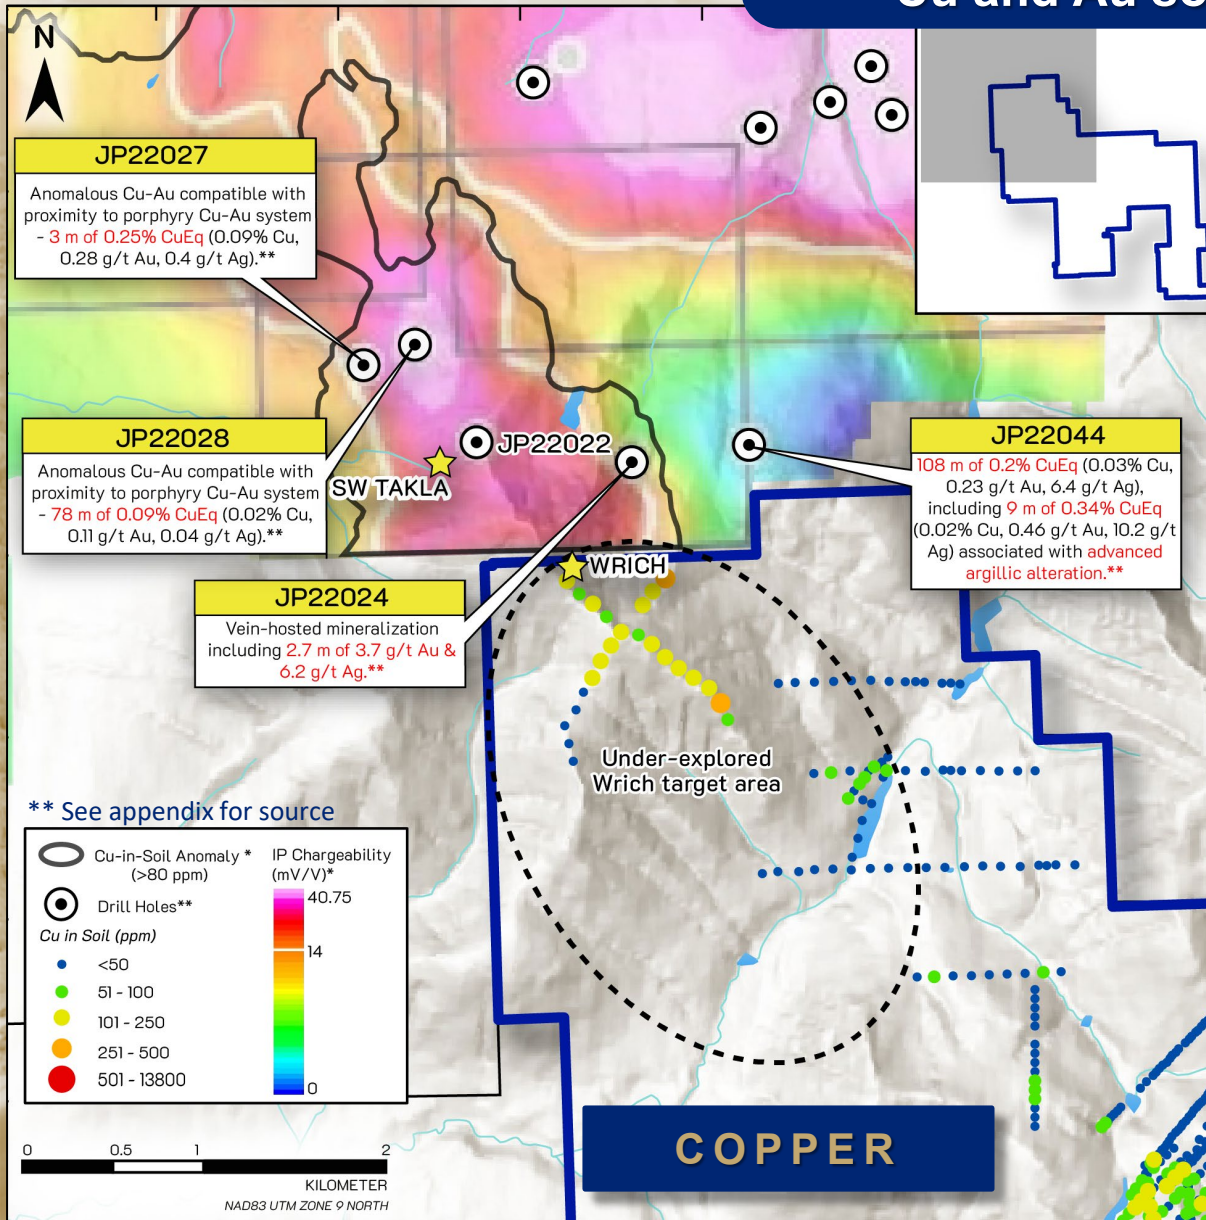 Cu and Au
N
JP22027
Anomalous Cu-Au compatible with
proximity to porphyry Cu-Au system
- 3 m of 0.25% CuEq (0.09% Cu,
0.28 g/t Au, 0.4 g/t Ag).**
JP22028
Anomalous Cu-Au compatible with
proximity to porphyry Cu-Au system
- 78 m of 0.09% CuEq (0.02% Cu,
0.11 g/t Au, 0.04 g/t Ag).**
JP22022
SW TAKLA
JP22044
108 m of 0.2% CuEq (0.03% Cu,
0.23 g/t Au, 6.4 g/t Ag),
including 9 m of 0.34% CuEq
(0.02% Cu, 0.46 g/t Au, 10.2 g/t
Ag) associated with advanced
argillic alteration.**
WRICH
JP22024
Vein-hosted mineralization
including 2.7 m of 3.7 g/t Au &
6.2 g/t Ag.**
Under-explored
Wrich target area
** See appendix for source
Cu-in-Soil Anomaly *
(>80 ppm)
Drill Holes**
Cu in Soil (ppm)
<50
51 - 100
101 - 250
251 - 500
501 - 13800
IP Chargeability
(mV/V)*
40.75
14
0
0 0.5 1 2
KILOMETER
NAD83 UTM ZONE 9 NORTH
COPPER